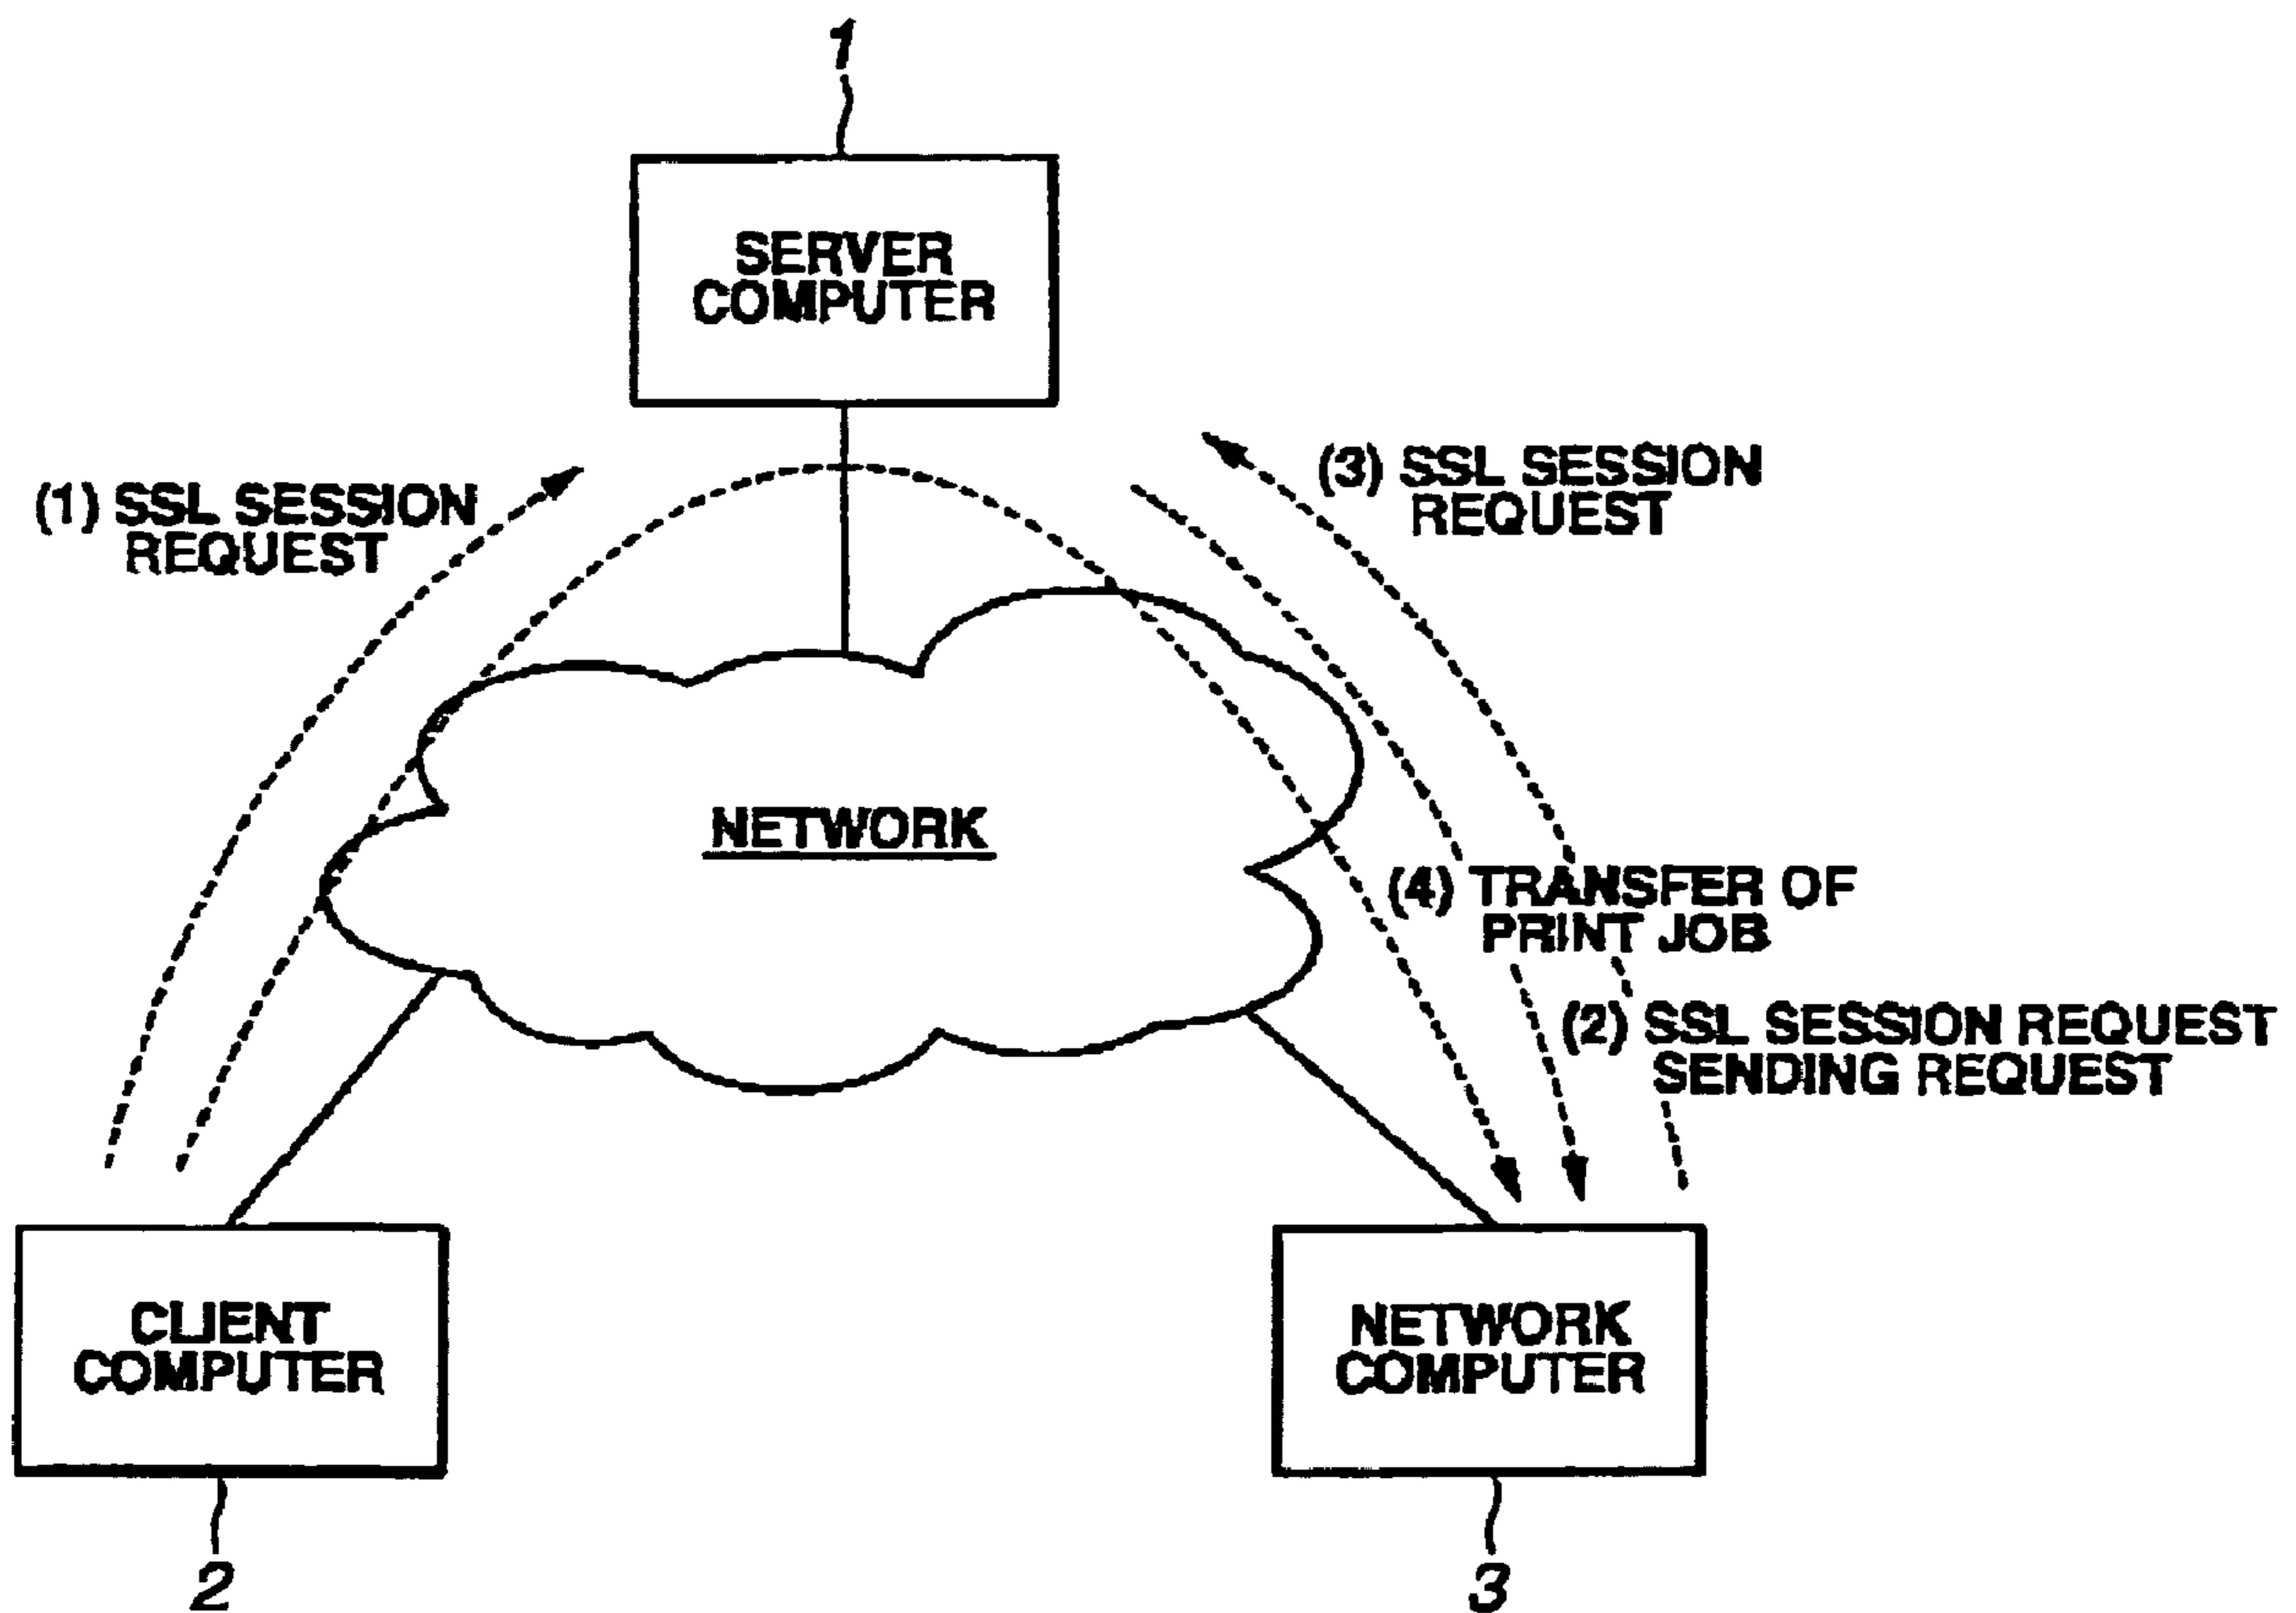 1
SERVER
COMPUTER
(1) SSL SESSION
REQUEST
(3) SSL SESSION
REQUEST
NETWORK
(4) TRANSFER OF
PRINT JOB
(2) SSL SESSION REQUEST
SENDING REQUEST
CLIENT
COMPUTER
NETWORK
COMPUTER
2
3